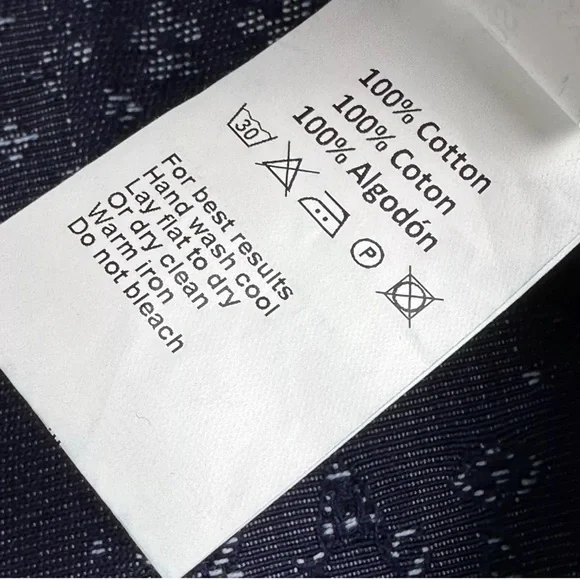 100% Cotton
100% Coton
100% Algodón
30
P
For best results
Hand wash cool
Lay flat to dry
Or dry clean
Warm iron
Do not bleach